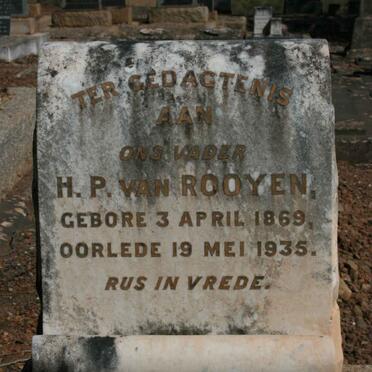 TER GEDAGTENIS
AAN
ONS VADER
H. P. VAN ROOYEN,
GEBORE 3 APRIL 1869,
OORLEDE 19 MEI 1935.
RUS IN VREDE.